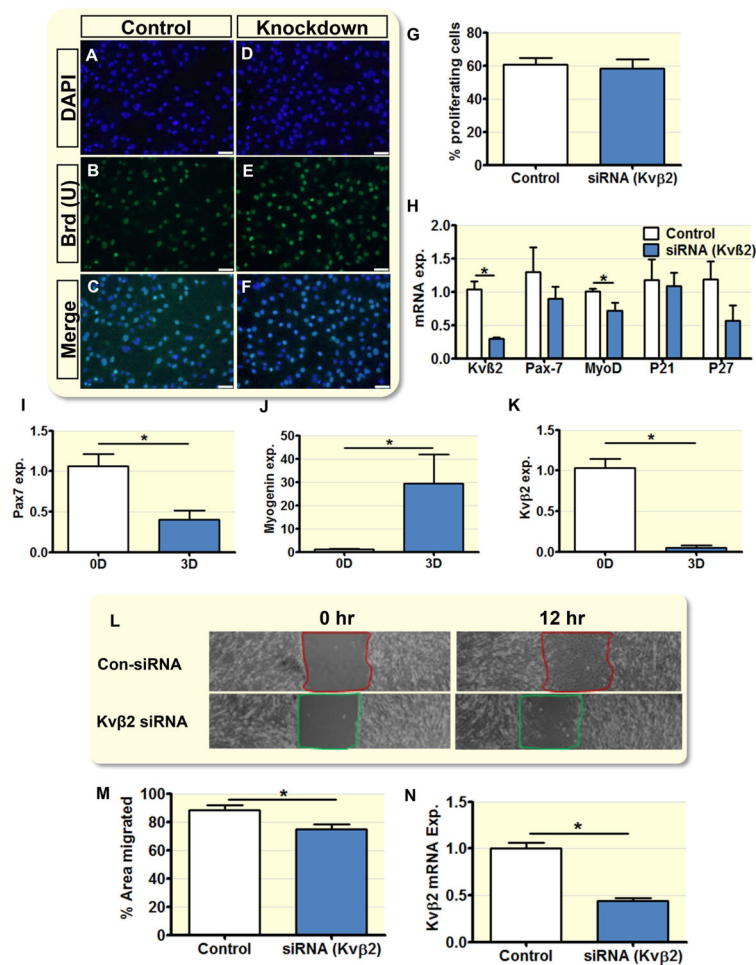 Control Knockdown
DAPI
A D
Brd (U)
B E
Merge
C F
G
% proliferating cells
80
60
40
20
0
Control siRNA (Kvβ2)
H
mRNA exp.
2.0
1.5
1.0
0.5
0.0
Control
siRNA (Kvß2)
* *
Kvß2 Pax-7 MyoD P21 P27
I
Pax7 exp.
1.5
1.0
0.5
0.0
*
0D 3D
J
Myogenin exp.
50
40
30
20
10
0
*
0D 3D
K
Kvβ2 exp.
1.5
1.0
0.5
0.0
*
0D 3D
L
0 hr 12 hr
Con-siRNA
Kvβ2 siRNA
M
% Area migrated
100
80
60
40
20
0
*
Control siRNA (Kvβ2)
N
Kvβ2 mRNA Exp.
1.5
1.0
0.5
0.0
*
Control siRNA (Kvβ2)